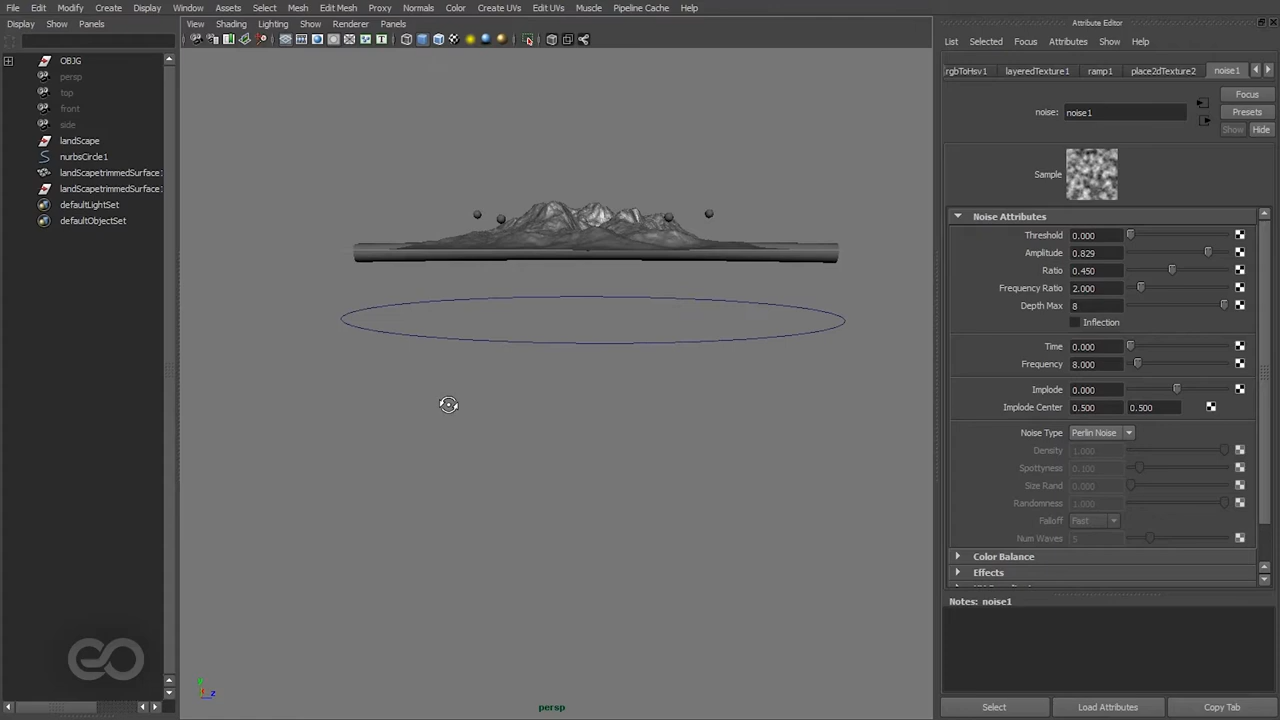 File Edit Modify Create Display Window Assets Select Mesh Edit Mesh Proxy Normals Color Create UVs Edit UVs Muscle Pipeline Cache Help
Display Show Panels
View Shading Lighting Show Renderer Panels
Attribute Editor
List Selected Focus Attributes Show Help
OBJG
persp
top
front
side
landScape
nurbsCircle1
landScapetrimmedSurface:
landScapetrimmedSurface:
defaultLightSet
defaultObjectSet
persp
y
z
rgbToHsv1 layeredTexture1 ramp1 place2dTexture2 noise1
noise: noise1
Focus
Presets
Show Hide
Sample
Noise Attributes
Threshold 0.000
Amplitude 0.829
Ratio 0.450
Frequency Ratio 2.000
Depth Max 8
Inflection
Time 0.000
Frequency 8.000
Implode 0.000
Implode Center 0.500 0.500
Noise Type Perlin Noise
Density 1.000
Spottyness 0.100
Size Rand 0.000
Randomness 1.000
Falloff Fast
Num Waves 5
Color Balance
Effects
Notes: noise1
Select Load Attributes Copy Tab